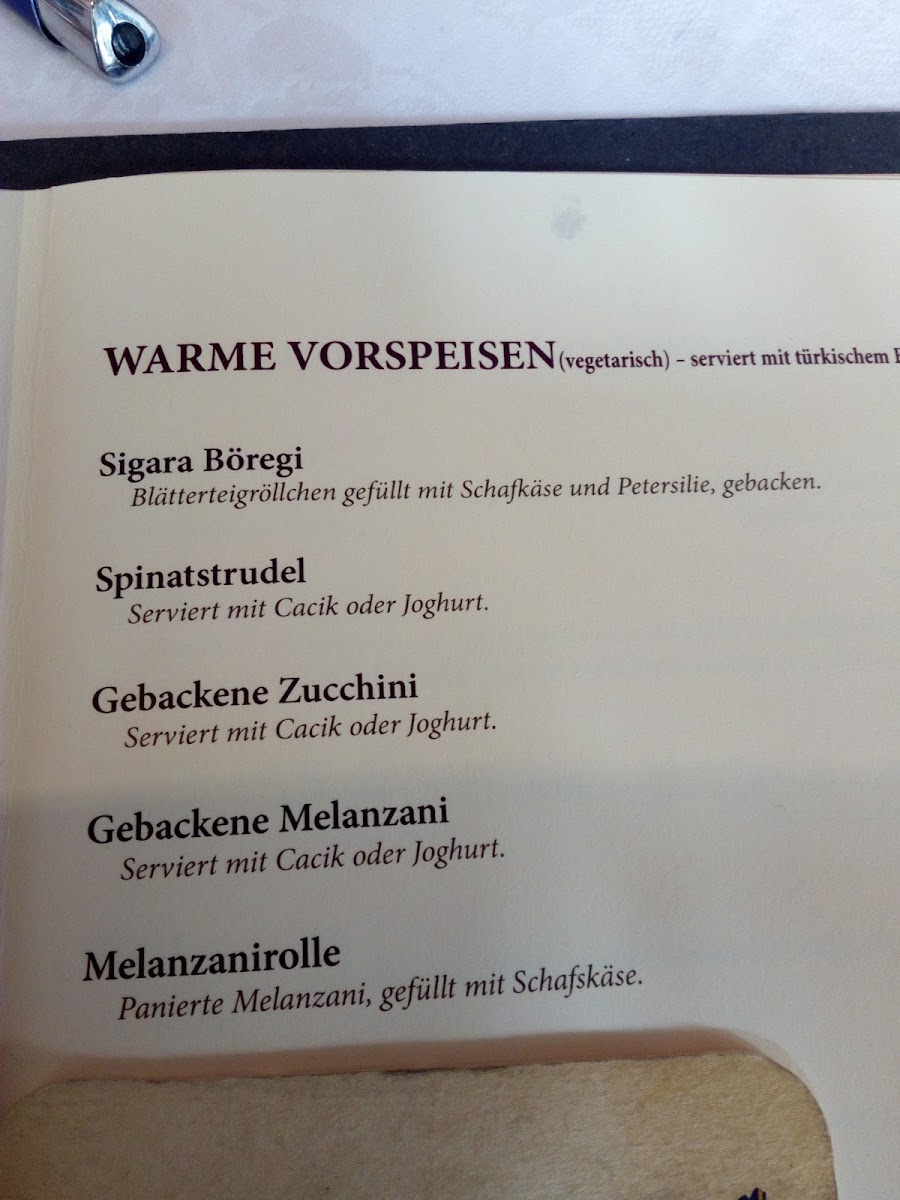 WARME VORSPEISEN (vegetarisch) – serviert mit türkischem
Sigara Böregi
Blätterteigröllchen gefüllt mit Schafkäse und Petersilie, gebacken.
Spinatstrudel
Serviert mit Cacik oder Joghurt.
Gebackene Zucchini
Serviert mit Cacik oder Joghurt.
Gebackene Melanzani
Serviert mit Cacik oder Joghurt.
Melanzanirolle
Panierte Melanzani, gefüllt mit Schafskäse.